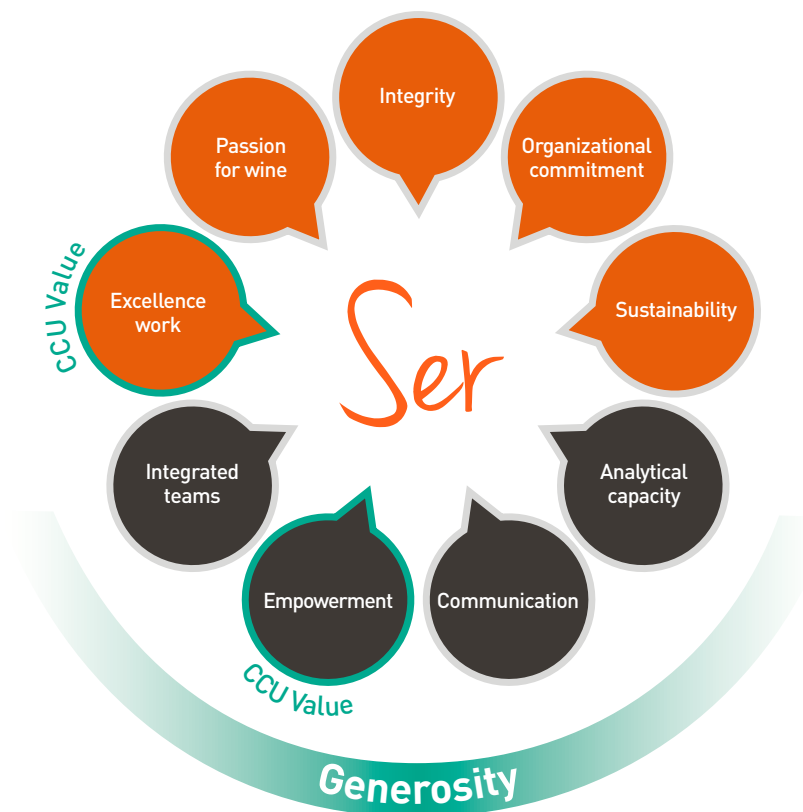 Integrity
Passion
for wine
Organizational
commitment
CCU Value
Excellence
work
Sustainability
Ser
Integrated
teams
Analytical
capacity
Empowerment
Communication
CCU Value
Generosity